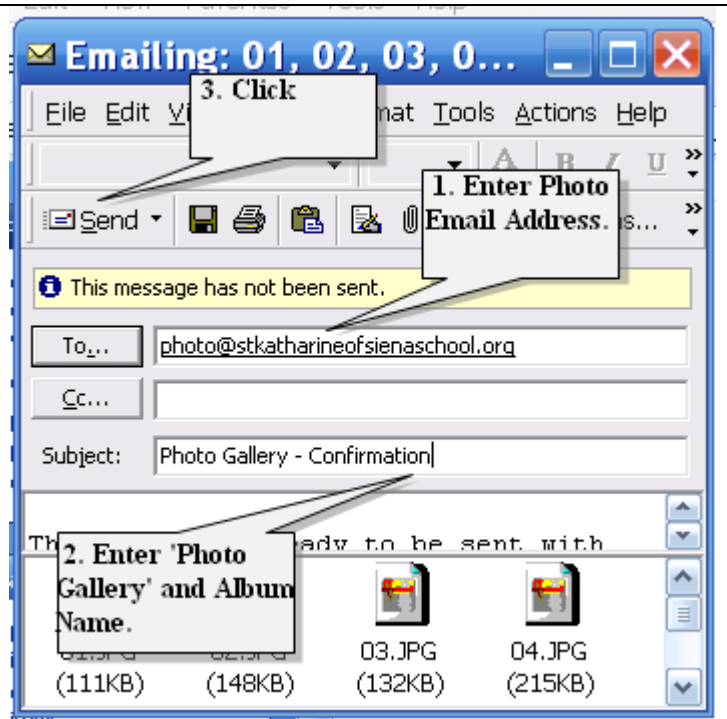 Emailing: 01, 02, 03, 0...
3. Click
File Edit Tools Actions Help
A B I U
1. Enter Photo
Send Email Address.
This message has not been sent.
To... photo@stkatharineofsienaschool.org
Cc...
Subject: Photo Gallery - Confirmation
to be sent with
2. Enter 'Photo
Gallery' and Album
Name.
03.JPG 04.JPG
(111KB) (148KB) (132KB) (215KB)